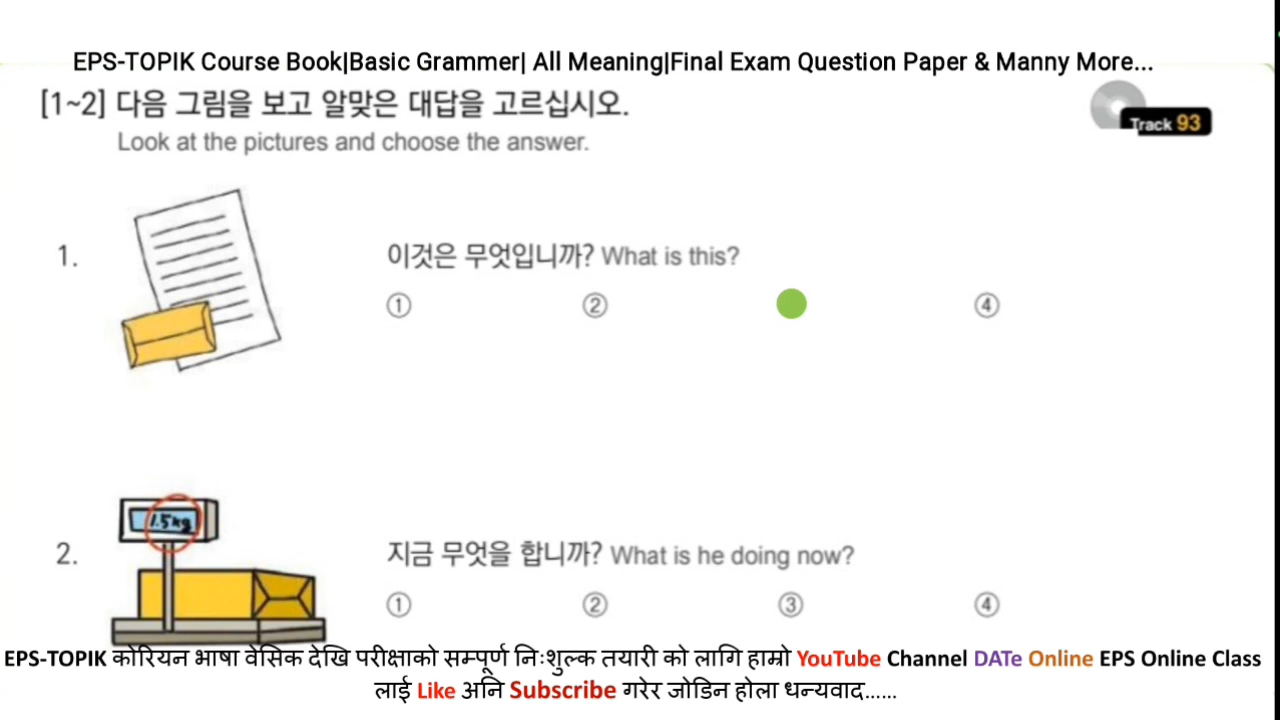 EPS-TOPIK Course Book|Basic Grammer| All Meaning|Final Exam Question Paper & Manny More...
[1~2] 다음 그림을 보고 알맞은 대답을 고르십시오.
Track 93
Look at the pictures and choose the answer.
1.
이것은 무엇입니까? What is this?
① ② ④
1.5kg
2.
지금 무엇을 합니까? What is he doing now?
① ② ③ ④
EPS-TOPIK कोरियन भाषा वेसिक देखि परीक्षाको सम्पूर्ण निःशुल्क तयारी को लागि हाम्रो YouTube Channel DATe Online EPS Online Class
लाई Like अनि Subscribe गरेर जोडिन होला धन्यवाद......